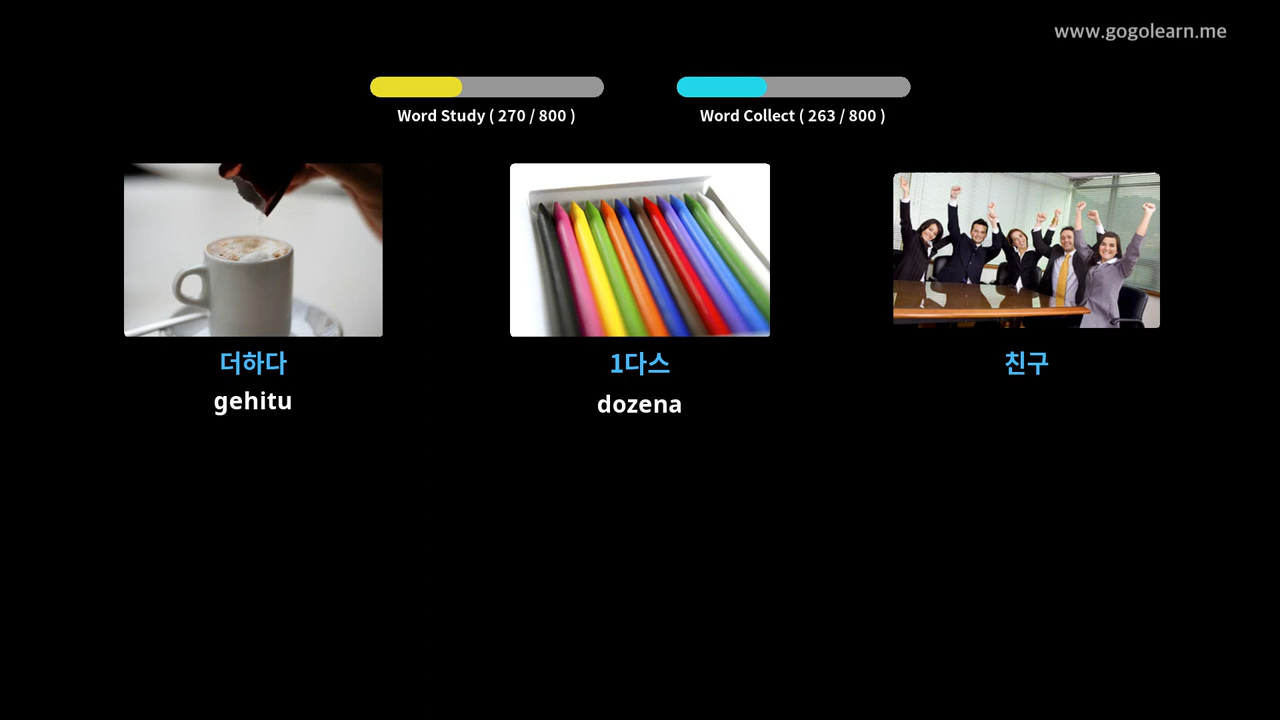 www.gogolearn.me
Word Study ( 270 / 800 )
Word Collect ( 263 / 800 )
더하다
gehitu
1다스
dozena
친구